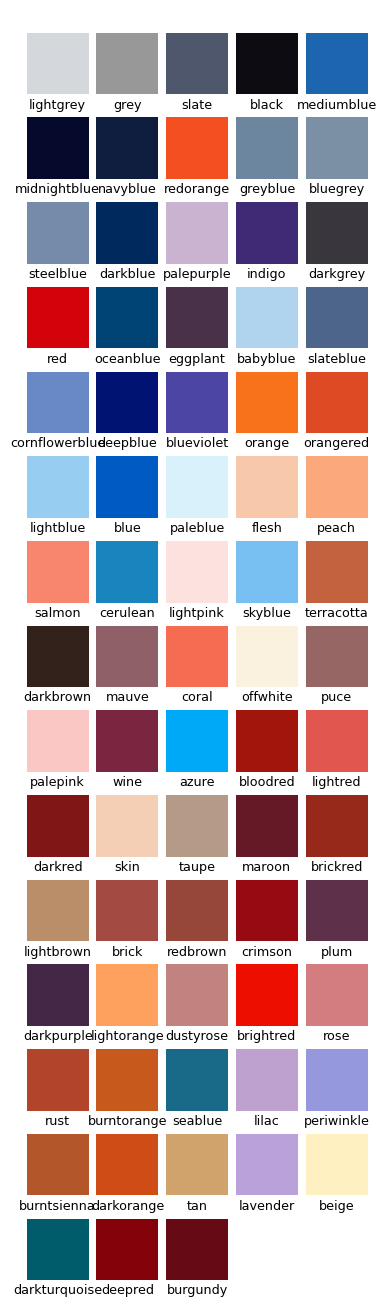 lightgrey grey slate black mediumblue
midnightblue navyblue redorange greyblue bluegrey
steelblue darkblue palepurple indigo darkgrey
red oceanblue eggplant babyblue slateblue
cornflowerblue deepblue blueviolet orange orangered
lightblue blue paleblue flesh peach
salmon cerulean lightpink skyblue terracotta
darkbrown mauve coral offwhite puce
palepink wine azure bloodred lightred
darkred skin taupe maroon brickred
lightbrown brick redbrown crimson plum
darkpurple lightorange dustyrose brightred rose
rust burntorange seablue lilac periwinkle
burntsienna darkorange tan lavender beige
darkturquoise deepred burgundy